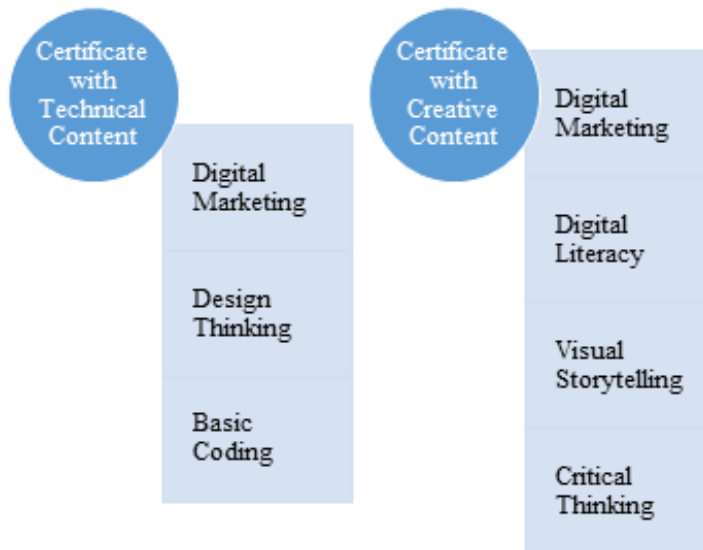 Certificate
with
Technical
Content
Digital
Marketing
Design
Thinking
Basic
Coding
Certificate
with
Creative
Content
Digital
Marketing
Digital
Literacy
Visual
Storytelling
Critical
Thinking